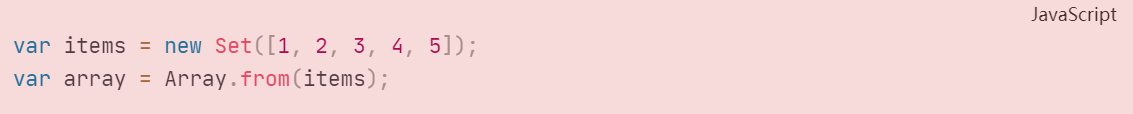 JavaScript
var items = new Set([1, 2, 3, 4, 5]);
var array = Array.from(items);